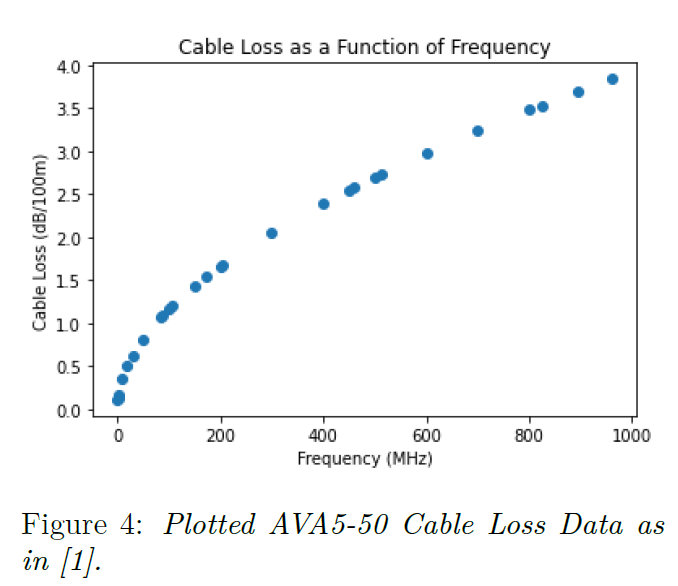 Cable Loss as a Function of Frequency
Cable Loss (dB/100m)
4.0
3.5
3.0
2.5
2.0
1.5
1.0
0.5
0.0
0 200 400 600 800 1000
Frequency (MHz)
Figure 4: Plotted AVA5-50 Cable Loss Data as
in [1].